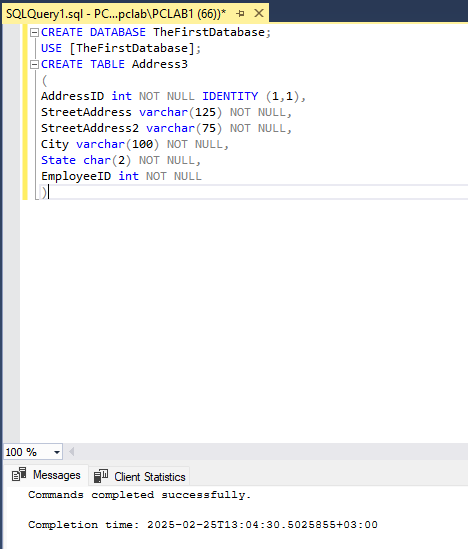 SQLQuery1.sql - PC...pclab\PCLAB1 (66))*
CREATE DATABASE TheFirstDatabase;
USE [TheFirstDatabase];
CREATE TABLE Address3
(
AddressID int NOT NULL IDENTITY (1,1),
StreetAddress varchar(125) NOT NULL,
StreetAddress2 varchar(75) NOT NULL,
City varchar(100) NOT NULL,
State char(2) NOT NULL,
EmployeeID int NOT NULL
)
100 %
Messages Client Statistics
Commands completed successfully.
Completion time: 2025-02-25T13:04:30.5025855+03:00